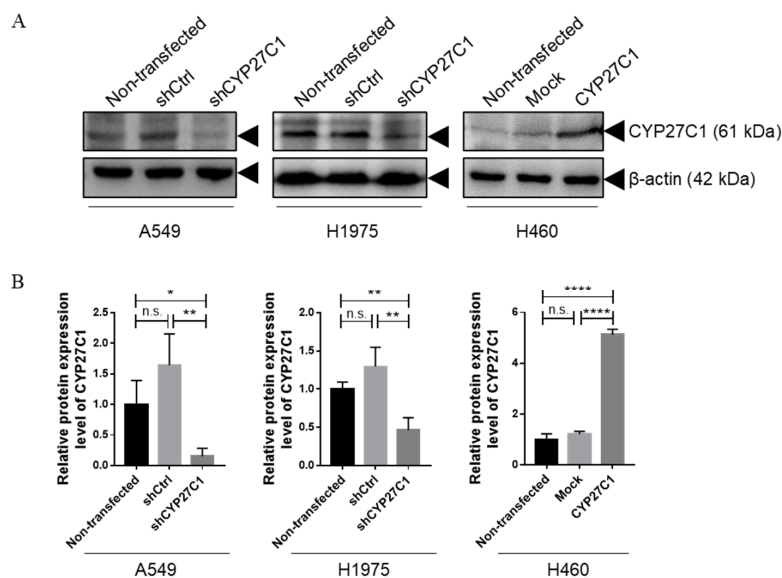 A
Non-transfected
shCtrl
shCYP27C1
Non-transfected
shCtrl
shCYP27C1
Non-transfected
Mock
CYP27C1
CYP27C1 (61 kDa)
β-actin (42 kDa)
A549
H1975
H460
B
Relative protein expression
level of CYP27C1
2.5
2.0
1.5
1.0
0.5
0.0
*
n.s.
**
Non-transfected
shCtrl
shCYP27C1
A549
Relative protein expression
level of CYP27C1
2.0
1.5
1.0
0.5
0.0
**
n.s.
**
Non-transfected
shCtrl
shCYP27C1
H1975
Relative protein expression
level of CYP27C1
6
4
2
0
****
n.s.
****
Non-transfected
Mock
CYP27C1
H460